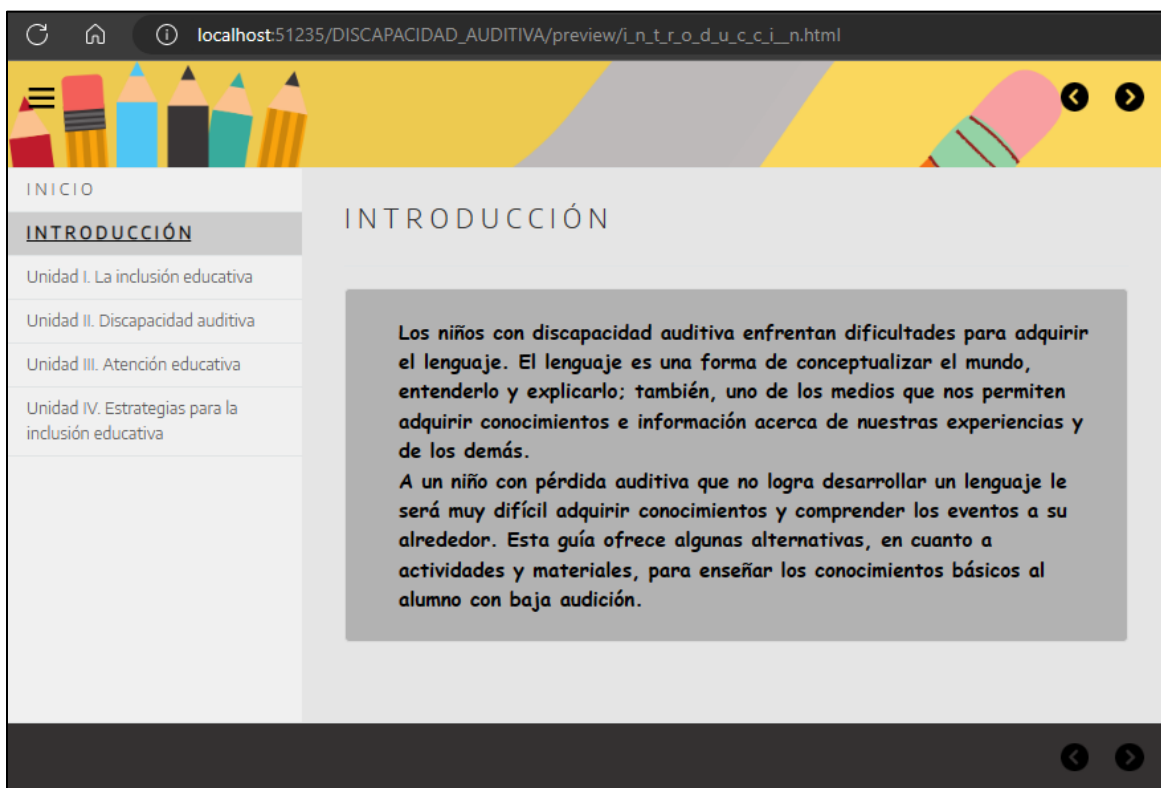 localhost:51235/DISCAPACIDAD_AUDITIVA/preview/i_n_t_r_o_d_u_c_c_i__n.html
INICIO
INTRODUCCIÓN
Unidad I. La inclusión educativa
Unidad II. Discapacidad auditiva
Unidad III. Atención educativa
Unidad IV. Estrategias para la
inclusión educativa
INTRODUCCIÓN
Los niños con discapacidad auditiva enfrentan dificultades para adquirir
el lenguaje. El lenguaje es una forma de conceptualizar el mundo,
entenderlo y explicarlo; también, uno de los medios que nos permiten
adquirir conocimientos e información acerca de nuestras experiencias y
de los demás.
A un niño con pérdida auditiva que no logra desarrollar un lenguaje le
será muy difícil adquirir conocimientos y comprender los eventos a su
alrededor. Esta guía ofrece algunas alternativas, en cuanto a
actividades y materiales, para enseñar los conocimientos básicos al
alumno con baja audición.